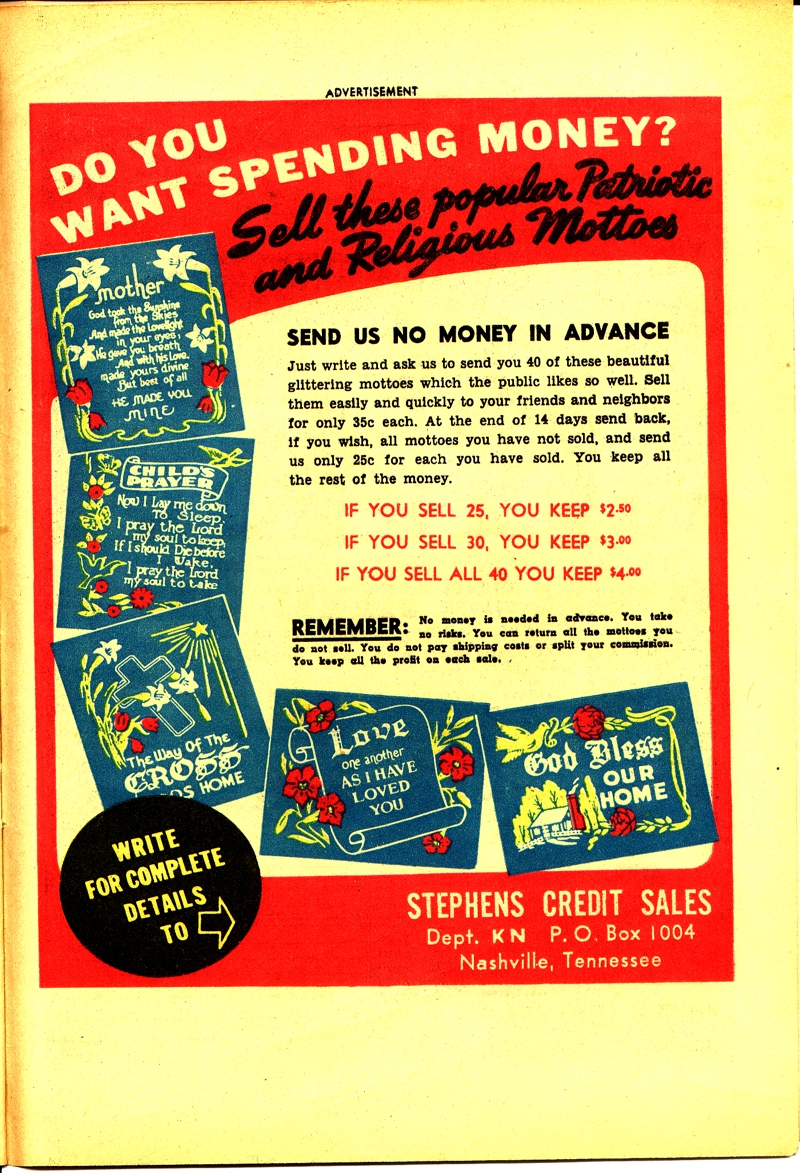 ADVERTISEMENT
DO YOU
WANT SPENDING MONEY?
Sell these popular Patriotic
and Religious Mottoes
mother
God took the Sunshine
from the Skies
And made the Lovelight
in your eyes,
He gave you breath
And with his Love.
made yours divine
But best of all
HE MADE YOU
MINE
CHILD'S
PRAYER
Now I Lay me down
TO Sleep.
I pray the Lord
my soul to keep,
If I should Die before
I Wake,
I pray the Lord
my soul to take
The Way Of The
CROSS
HOME
SEND US NO MONEY IN ADVANCE
Just write and ask us to send you 40 of these beautiful
glittering mottoes which the public likes so well. Sell
them easily and quickly to your friends and neighbors
for only 35c each. At the end of 14 days send back,
if you wish, all mottoes you have not sold, and send
us only 25c for each you have sold. You keep all
the rest of the money.
IF YOU SELL 25, YOU KEEP $2.50
IF YOU SELL 30, YOU KEEP $3.00
IF YOU SELL ALL 40 YOU KEEP $4.00
REMEMBER: No money is needed in advance. You take
no risks. You can return all the mottoes you
do not sell. You do not pay shipping costs or split your commission.
You keep all the profit on each sale.
Love
one another
AS I HAVE
LOVED
YOU
God Bless
OUR
HOME
WRITE
FOR COMPLETE
DETAILS
TO
STEPHENS CREDIT SALES
Dept. KN P. O. Box 1004
Nashville, Tennessee